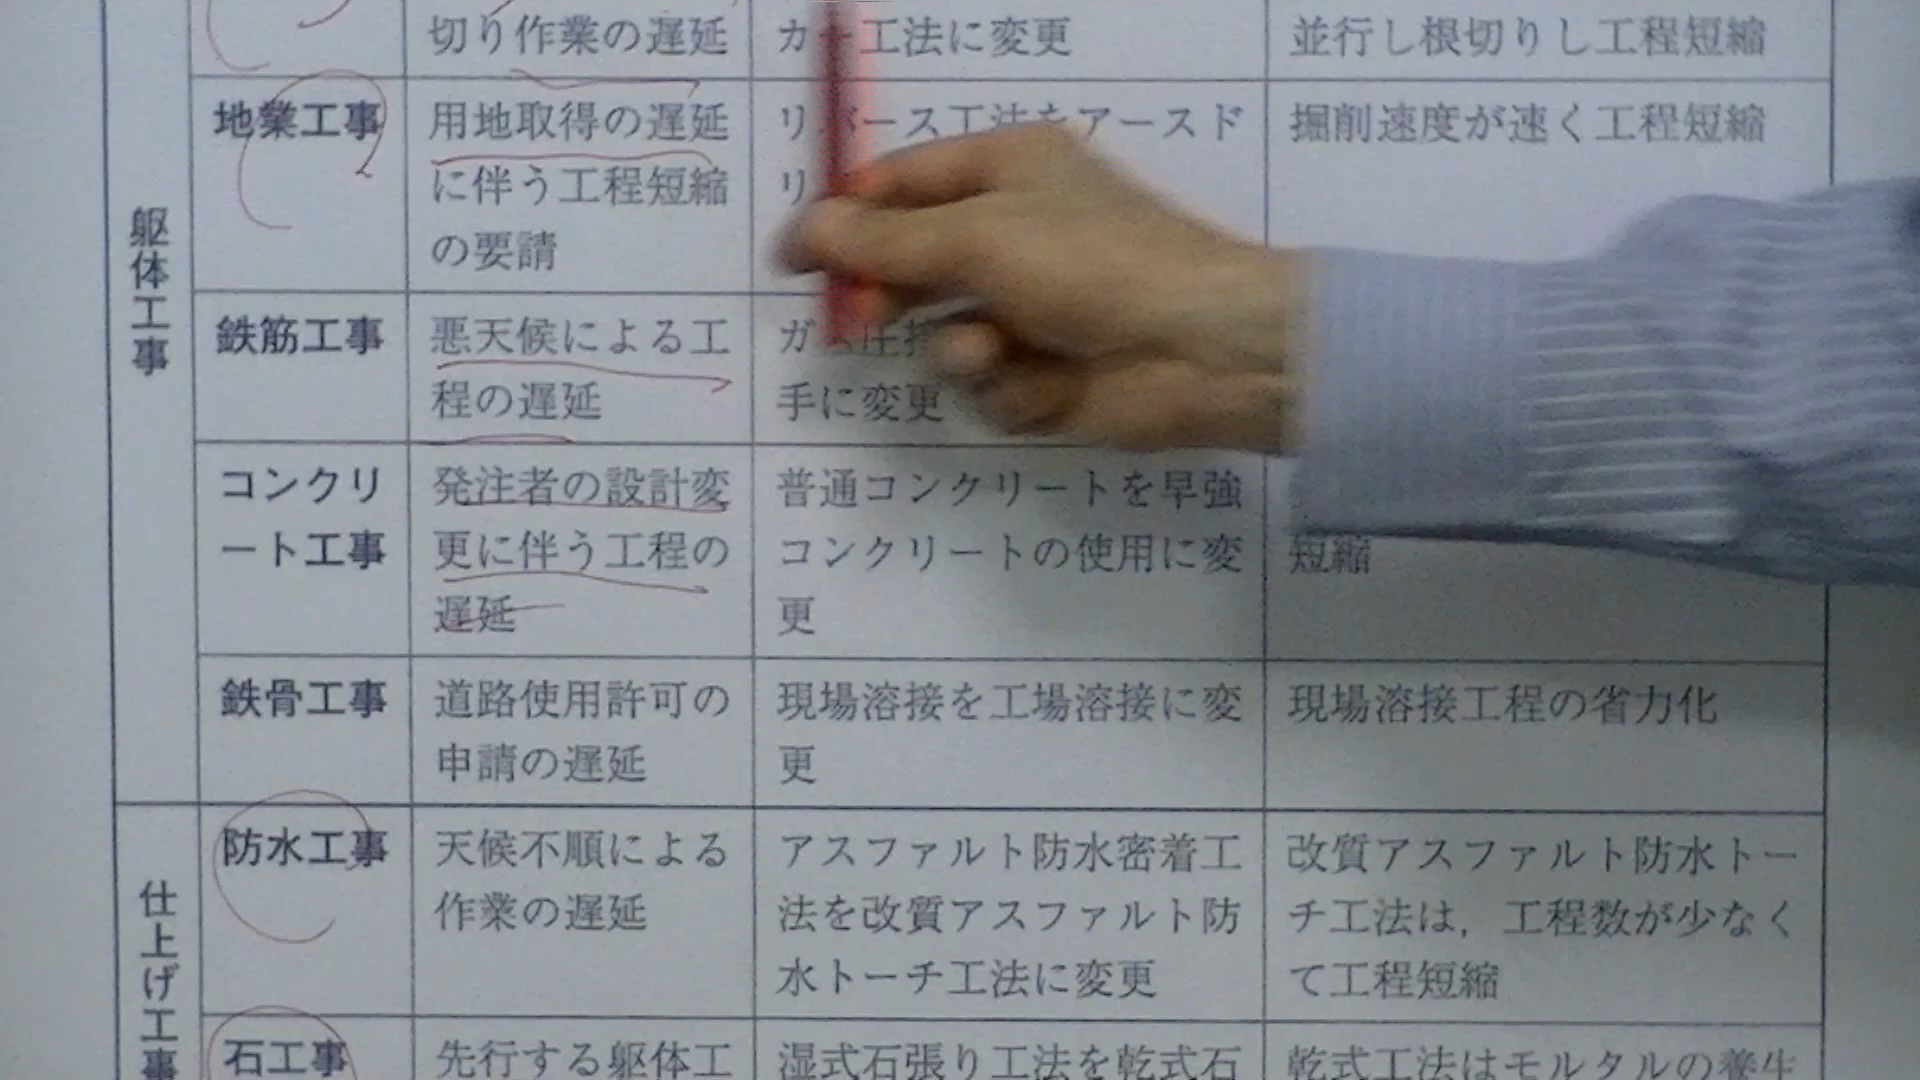 切り作業の遅延
カー工法に変更
並行し根切りし工程短縮
躯体工事
地業工事
用地取得の遅延
に伴う工程短縮
の要請
リバース工法をアースド
リ
掘削速度が速く工程短縮
鉄筋工事
悪天候による工
程の遅延
ガス圧接
手に変更
コンクリ
ート工事
発注者の設計変
更に伴う工程の
遅延
普通コンクリートを早強
コンクリートの使用に変
更
短縮
鉄骨工事
道路使用許可の
申請の遅延
現場溶接を工場溶接に変
更
現場溶接工程の省力化
仕上げ工事
防水工事
天候不順による
作業の遅延
アスファルト防水密着工
法を改質アスファルト防
水トーチ工法に変更
改質アスファルト防水トー
チ工法は，工程数が少なく
て工程短縮
石工事
先行する躯体工
湿式石張り工法を乾式石
乾式工法はモルタルの養生